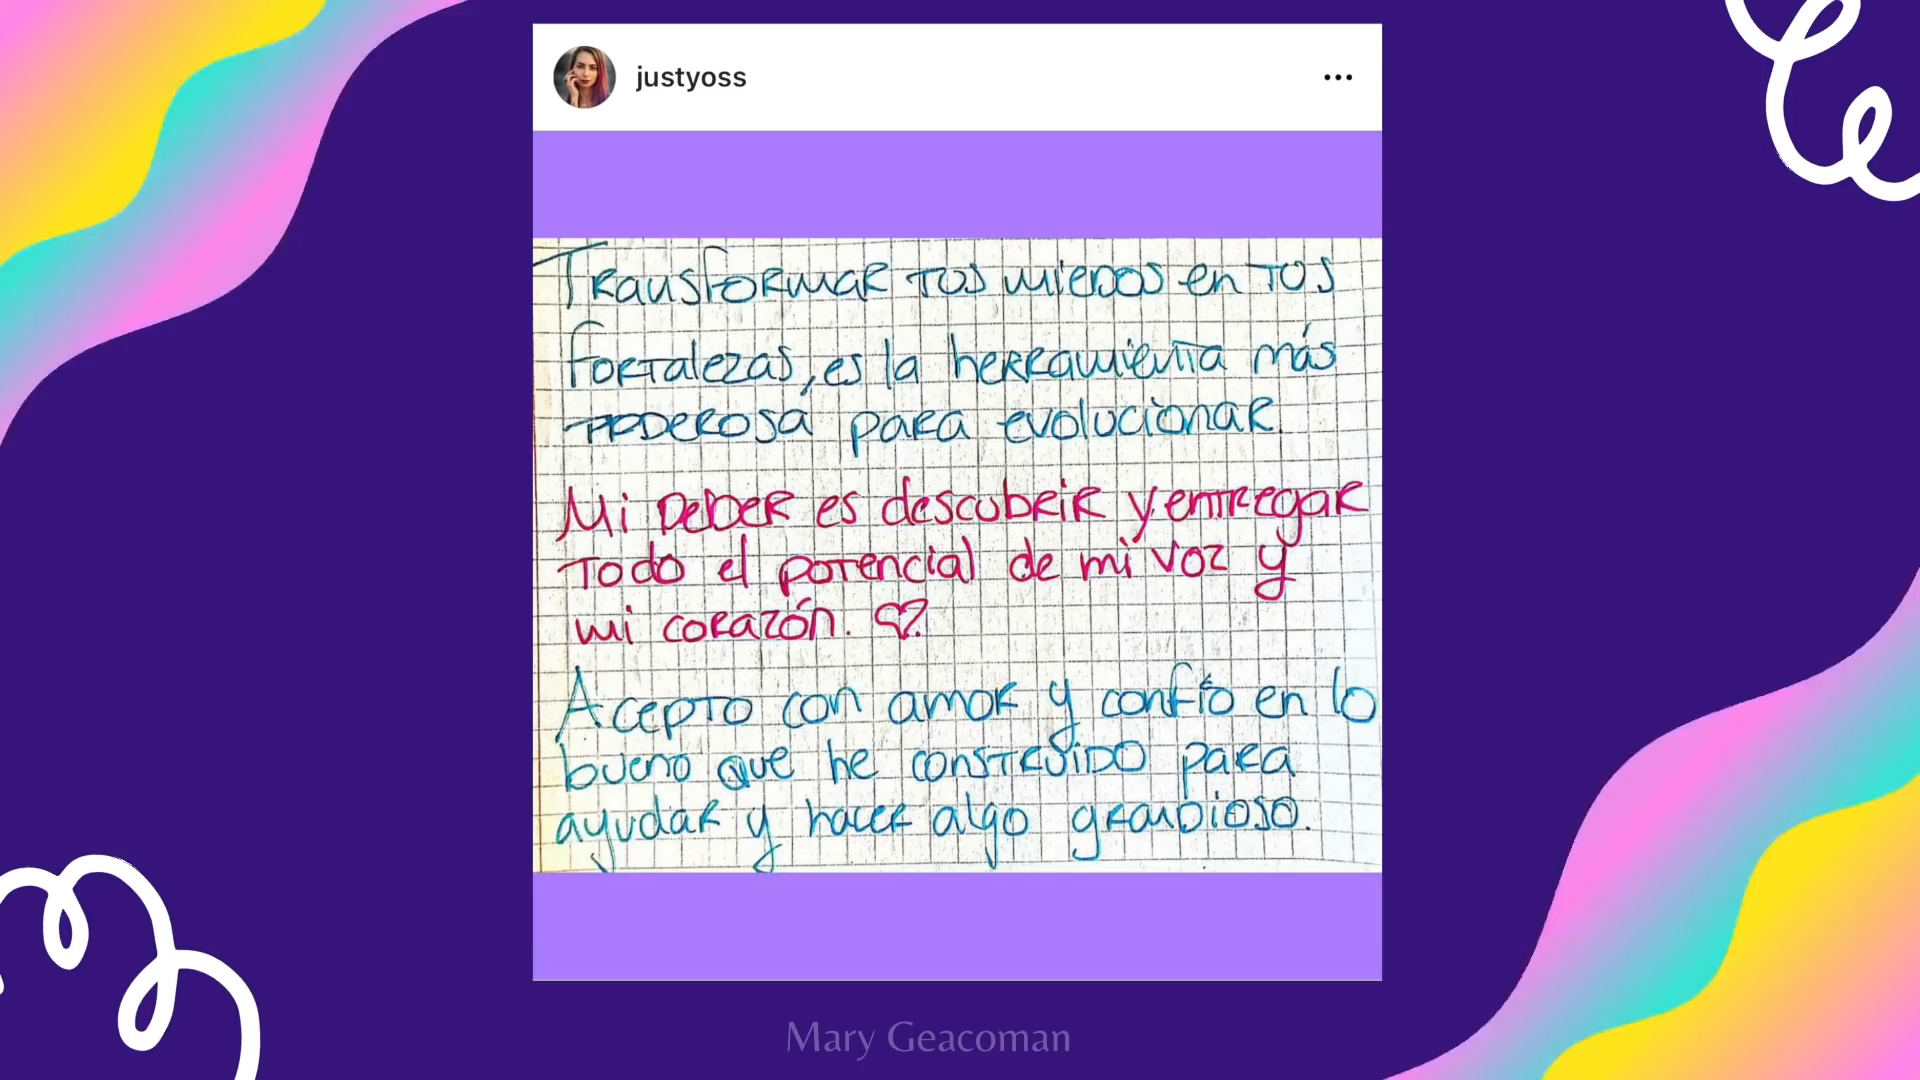 justyoss
Transformar tus miedos en tus
fortalezas, es la herramienta más
poderosa para evolucionar.
Mi deber es descubrir y entregar
todo el potencial de mi voz y
mi corazón.
Acepto con amor y confío en lo
bueno que he construido para
ayudar y hacer algo grandioso.
Mary Geacoman